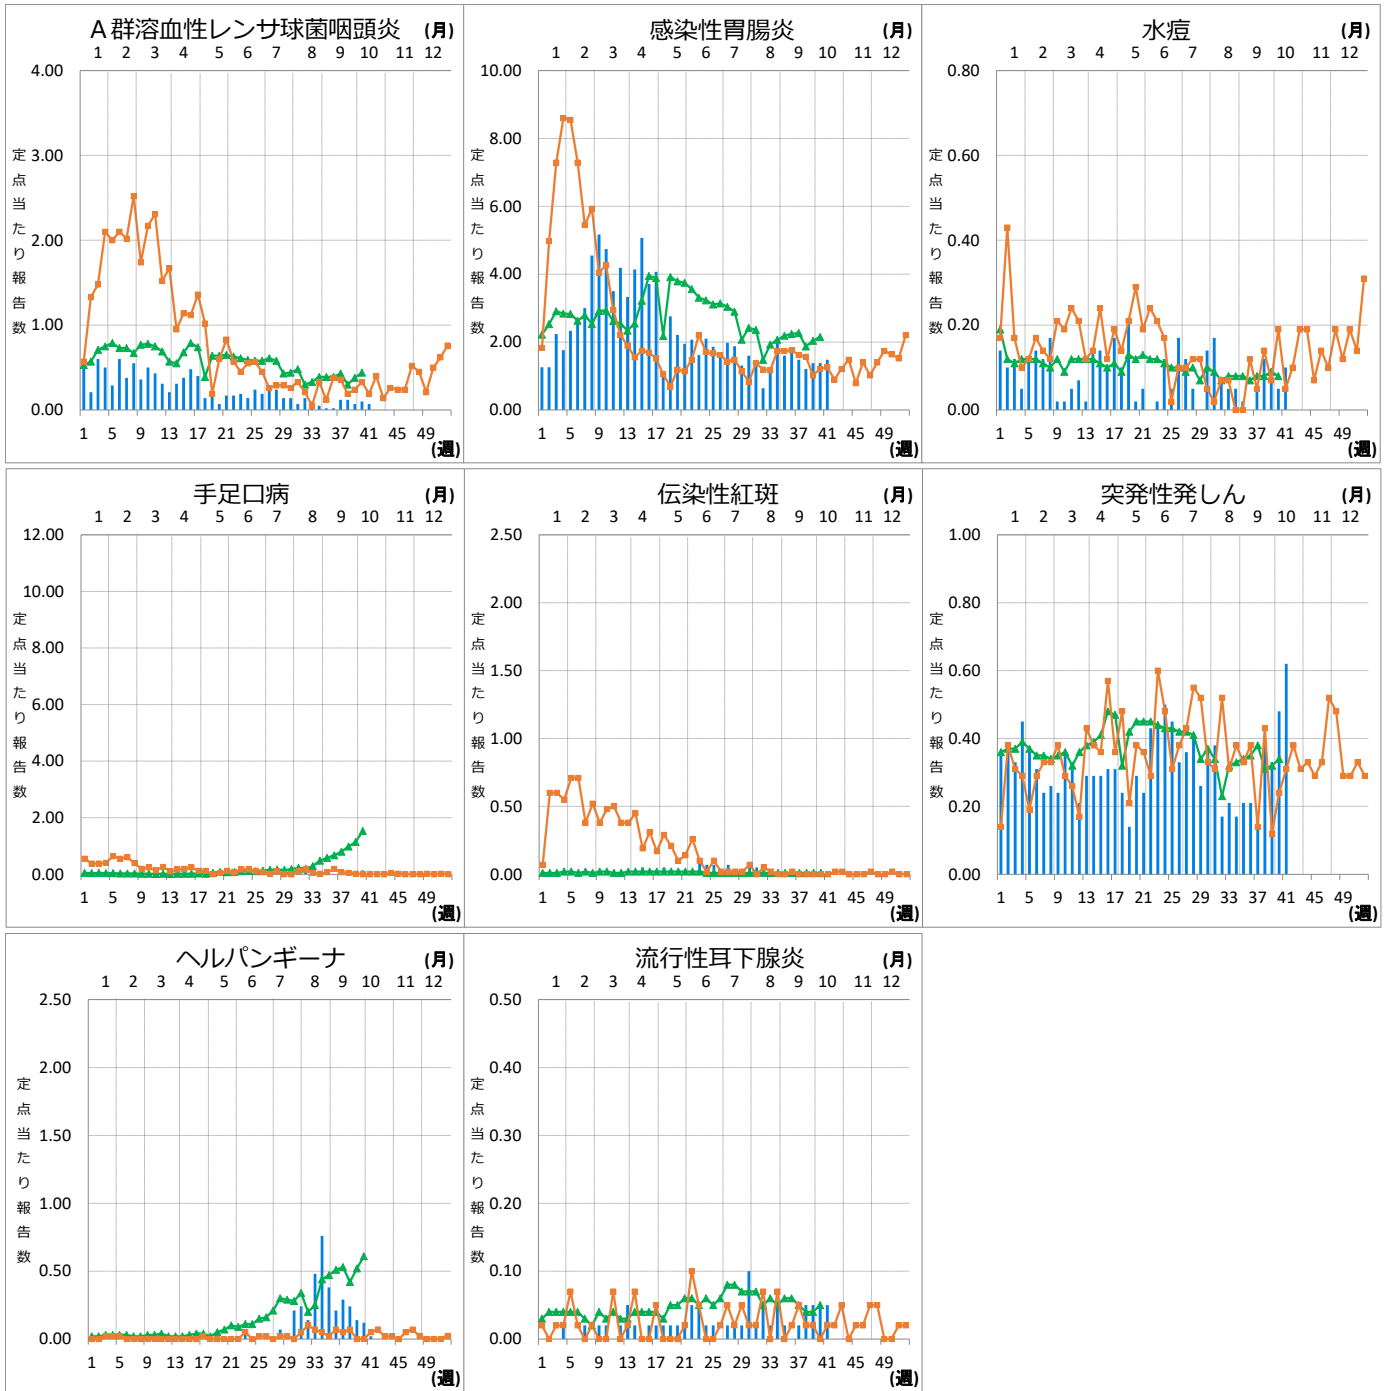 A群溶血性レンサ球菌咽頭炎 (月)
1 2 3 4 5 6 7 8 9 10 11 12
4.00
3.00
2.00
1.00
0.00
定点当たり報告数
1 5 9 13 17 21 25 29 33 37 41 45 49
(週)
感染性胃腸炎 (月)
1 2 3 4 5 6 7 8 9 10 11 12
10.00
8.00
6.00
4.00
2.00
0.00
定点当たり報告数
1 5 9 13 17 21 25 29 33 37 41 45 49
(週)
水痘 (月)
1 2 3 4 5 6 7 8 9 10 11 12
0.80
0.60
0.40
0.20
0.00
定点当たり報告数
1 5 9 13 17 21 25 29 33 37 41 45 49
(週)
手足口病 (月)
1 2 3 4 5 6 7 8 9 10 11 12
12.00
10.00
8.00
6.00
4.00
2.00
0.00
定点当たり報告数
1 5 9 13 17 21 25 29 33 37 41 45 49
(週)
伝染性紅斑 (月)
1 2 3 4 5 6 7 8 9 10 11 12
2.50
2.00
1.50
1.00
0.50
0.00
定点当たり報告数
1 5 9 13 17 21 25 29 33 37 41 45 49
(週)
突発性発しん (月)
1 2 3 4 5 6 7 8 9 10 11 12
1.00
0.80
0.60
0.40
0.20
0.00
定点当たり報告数
1 5 9 13 17 21 25 29 33 37 41 45 49
(週)
ヘルパンギーナ (月)
1 2 3 4 5 6 7 8 9 10 11 12
2.50
2.00
1.50
1.00
0.50
0.00
定点当たり報告数
1 5 9 13 17 21 25 29 33 37 41 45 49
(週)
流行性耳下腺炎 (月)
1 2 3 4 5 6 7 8 9 10 11 12
0.50
0.40
0.30
0.20
0.10
0.00
定点当たり報告数
1 5 9 13 17 21 25 29 33 37 41 45 49
(週)